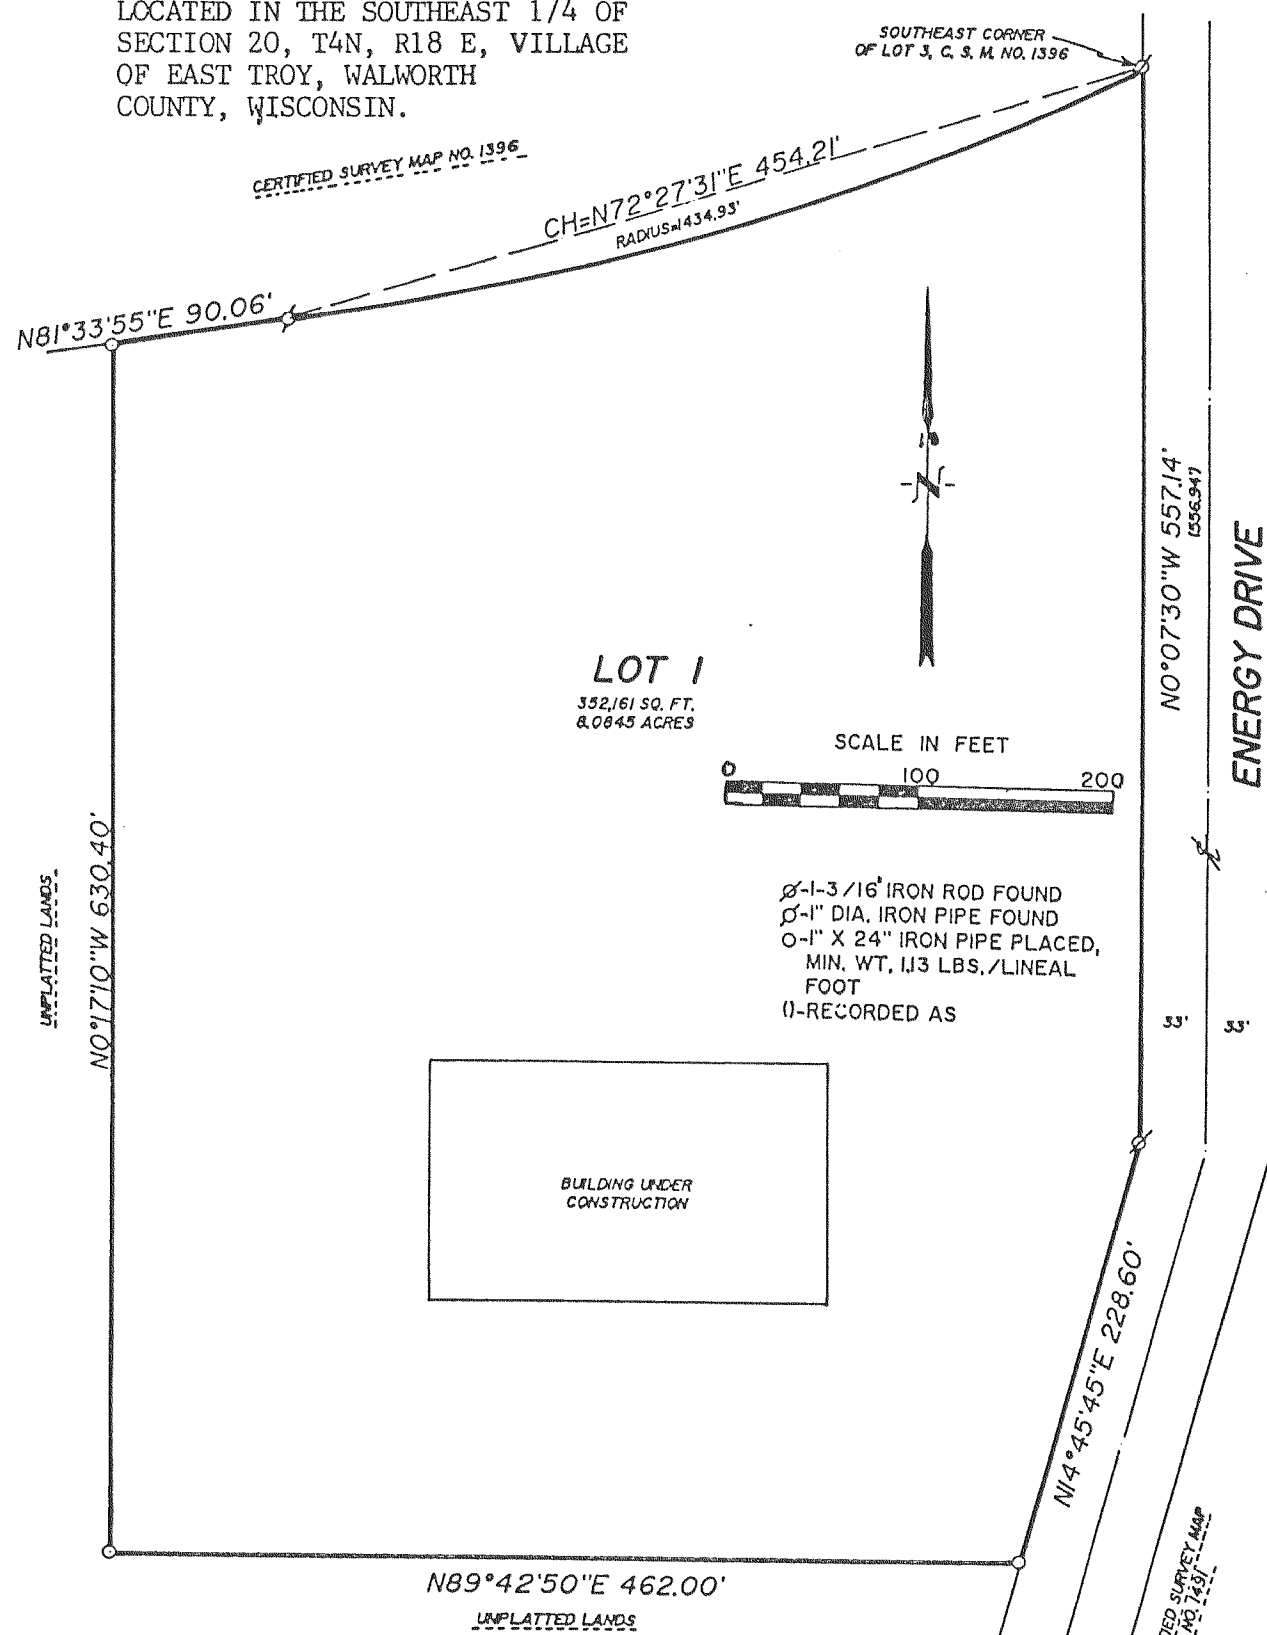 LOCATED IN THE SOUTHEAST 1/4 OF
SECTION 20, T4N, R18 E, VILLAGE
OF EAST TROY, WALWORTH
COUNTY, WISCONSIN.
SOUTHEAST CORNER
OF LOT 3, C. S. M. NO. 1396
CERTIFIED SURVEY MAP NO. 1396
CH=N72°27'31"E 454.21'
RADIUS=1434.93'
N81°33'55"E 90.06'
N
N0°07'30"W 557.14'
(556.94')
ENERGY DRIVE
LOT 1
352,161 SQ. FT.
8.0845 ACRES
SCALE IN FEET
0 100 200
N0°17'10"W 630.40'
UNPLATTED LANDS
Ø-1-3/16" IRON ROD FOUND
Ø-1" DIA. IRON PIPE FOUND
O-1" X 24" IRON PIPE PLACED,
MIN. WT. 1.13 LBS./LINEAL
FOOT
()-RECORDED AS
33' 33'
BUILDING UNDER
CONSTRUCTION
N14°45'45"E 228.60'
N89°42'50"E 462.00'
UNPLATTED LANDS
IED SURVEY MAP
NO. 1491